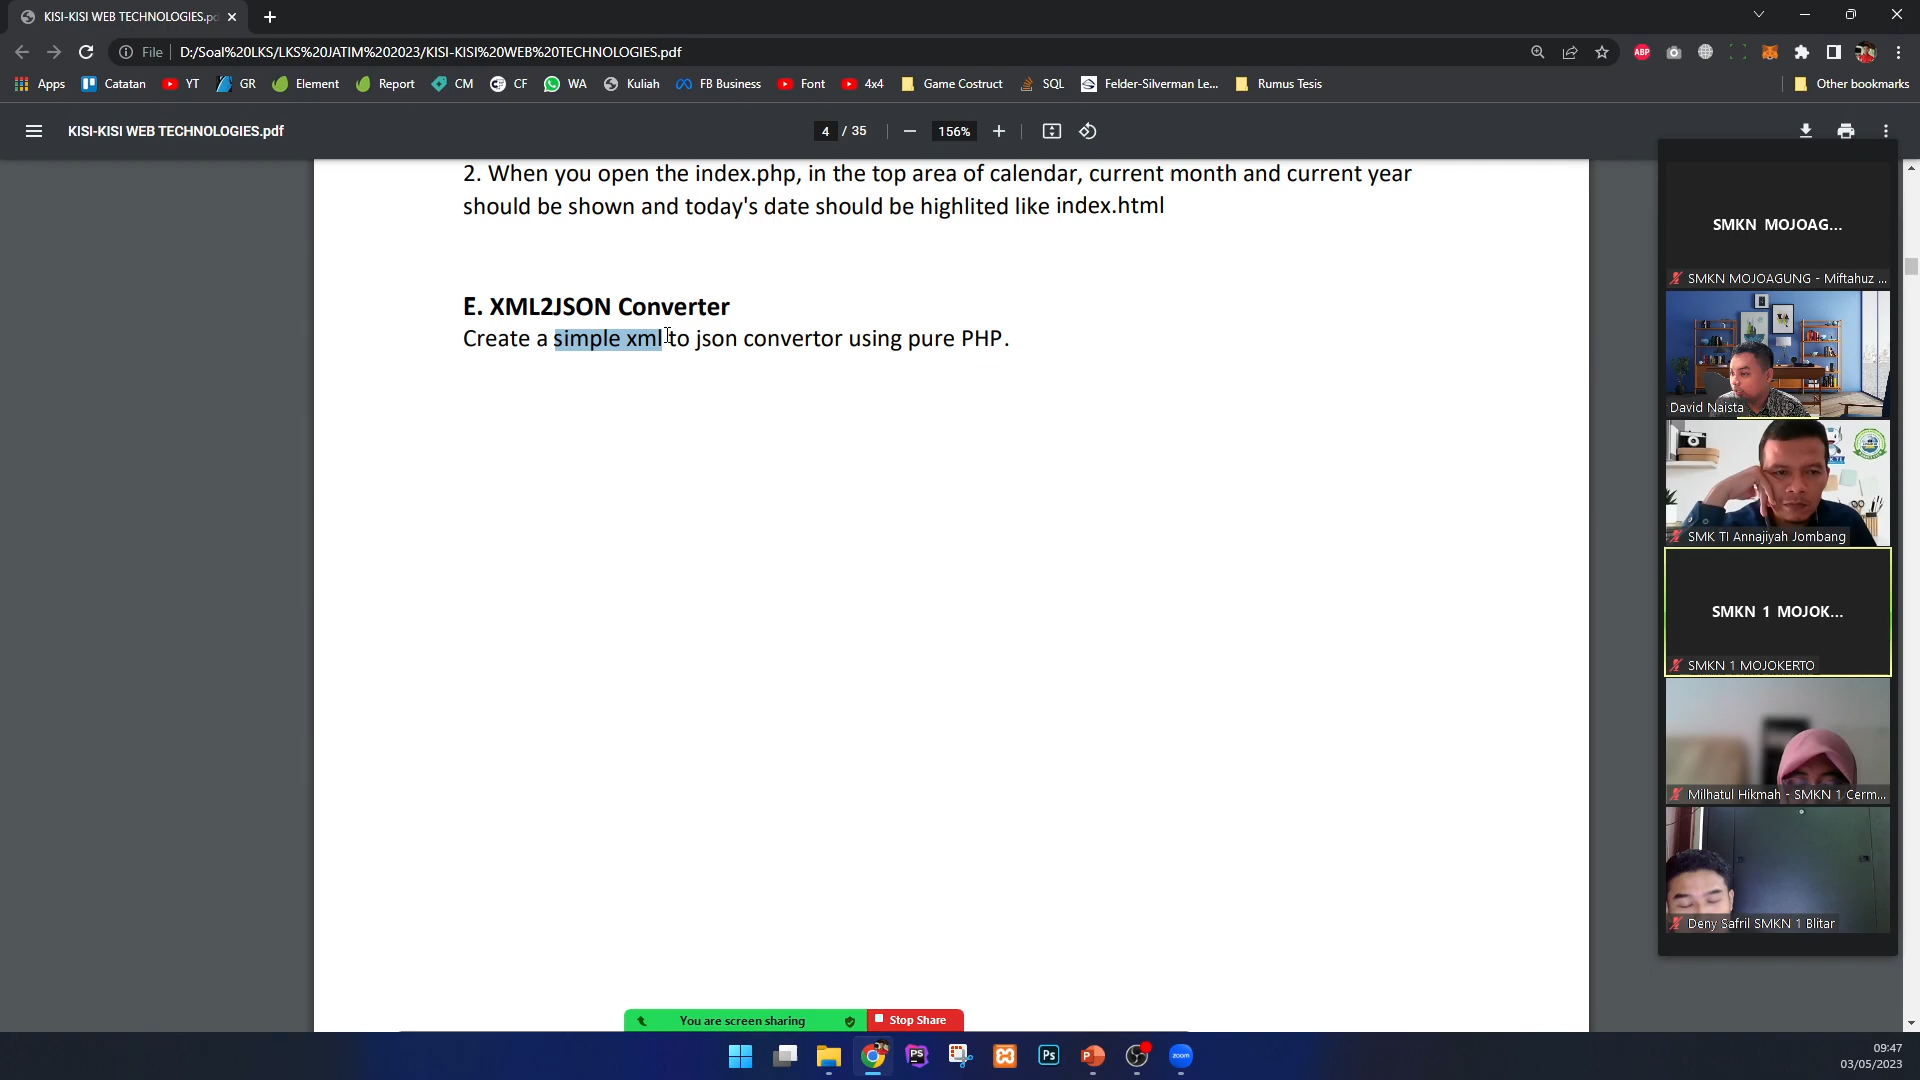 KISI-KISI WEB TECHNOLOGIES.pd
File D:/Soal%20LKS/LKS%20JATIM%202023/KISI-KISI%20WEB%20TECHNOLOGIES.pdf
ABP
Apps Catatan YT GR Element Report CM CF WA Kuliah FB Business Font 4x4 Game Costruct SQL Felder-Silverman Le... Rumus Tesis Other bookmarks
KISI-KISI WEB TECHNOLOGIES.pdf 4 / 35 156%
2. When you open the index.php, in the top area of calendar, current month and current year
should be shown and today's date should be highlited like index.html
E. XML2JSON Converter
Create a simple xml to json convertor using pure PHP.
SMKN MOJOAG...
SMKN MOJOAGUNG - Miftahuz ...
David Naista
SMK TI Annajiyah Jombang
SMKN 1 MOJOK...
SMKN 1 MOJOKERTO
Milhatul Hikmah - SMKN 1 Cerm...
Deny Safril SMKN 1 Blitar
You are screen sharing Stop Share
PS
Ps
P
zoom
09:47
03/05/2023